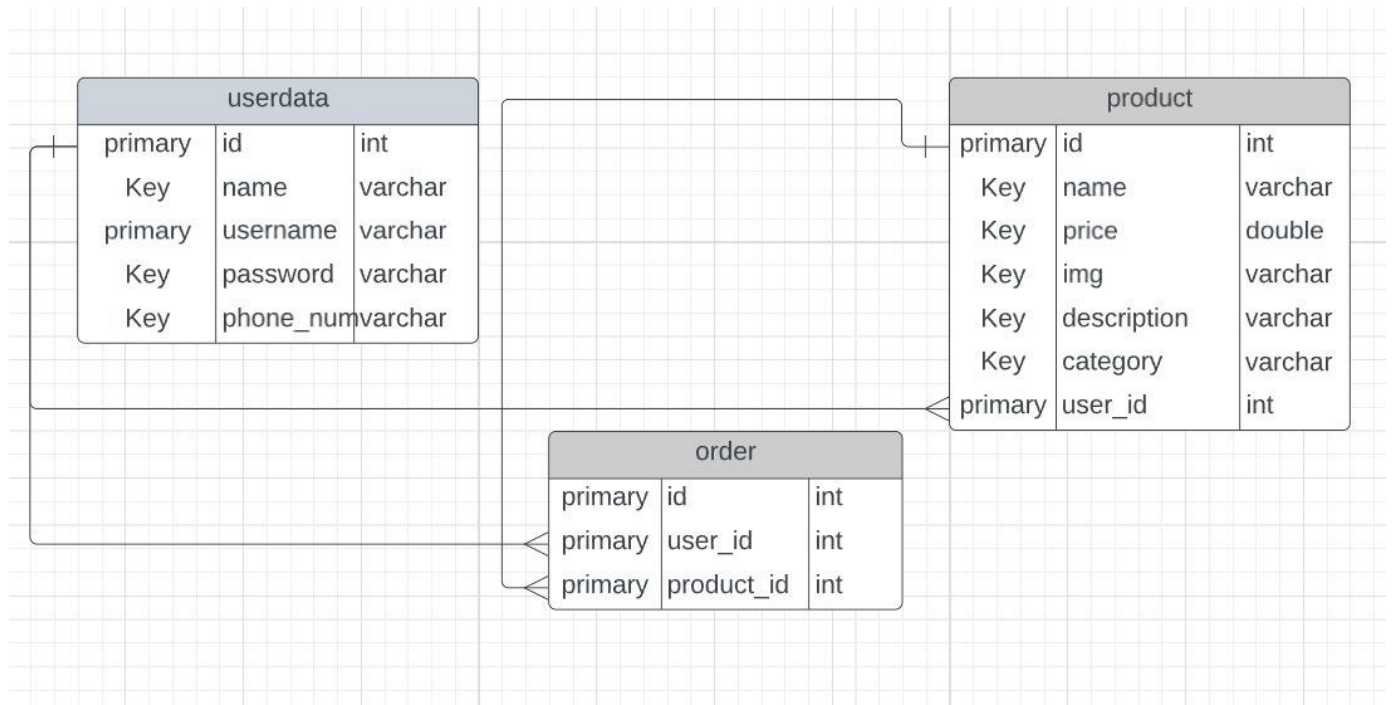 userdata
primary id int
Key name varchar
primary username varchar
Key password varchar
Key phone_num varchar
product
primary id int
Key name varchar
Key price double
Key img varchar
Key description varchar
Key category varchar
primary user_id int
order
primary id int
primary user_id int
primary product_id int